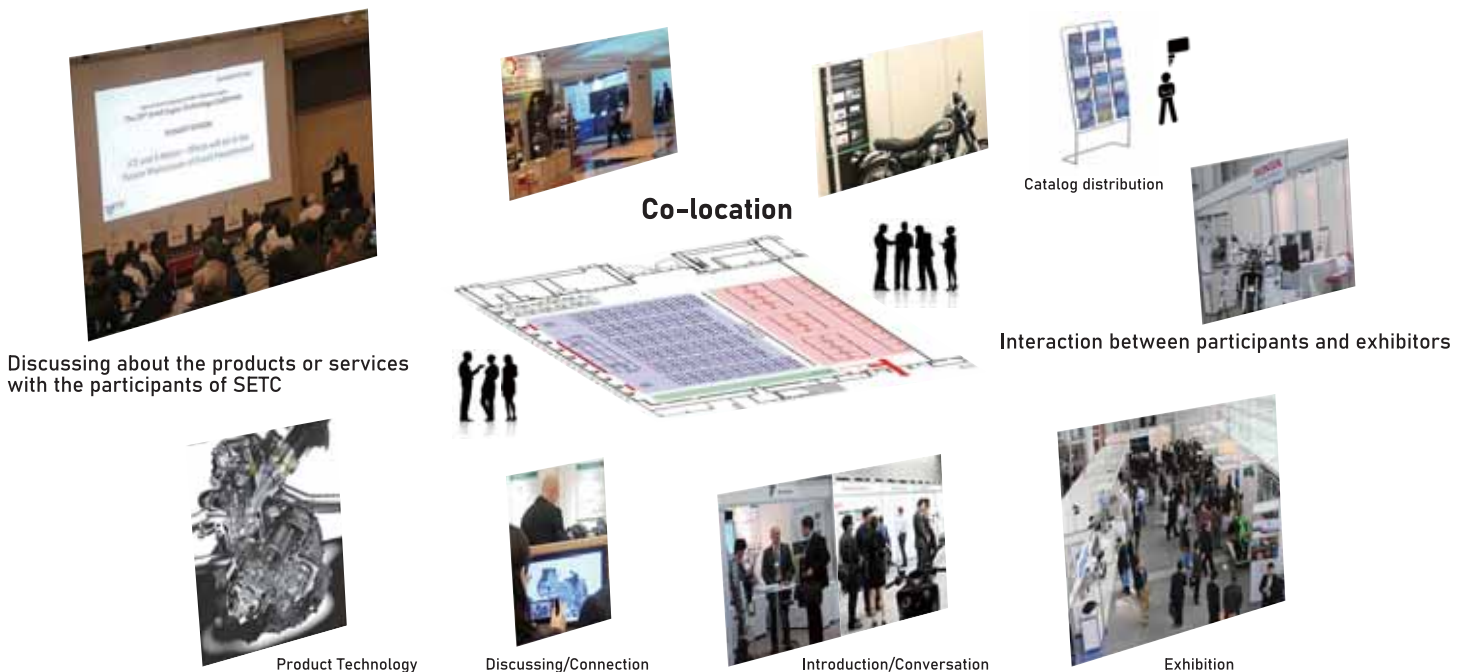 Co-location
Catalog distribution
Discussing about the products or services
with the participants of SETC
Interaction between participants and exhibitors
Product Technology
Discussing/Connection
Introduction/Conversation
Exhibition
HONDA